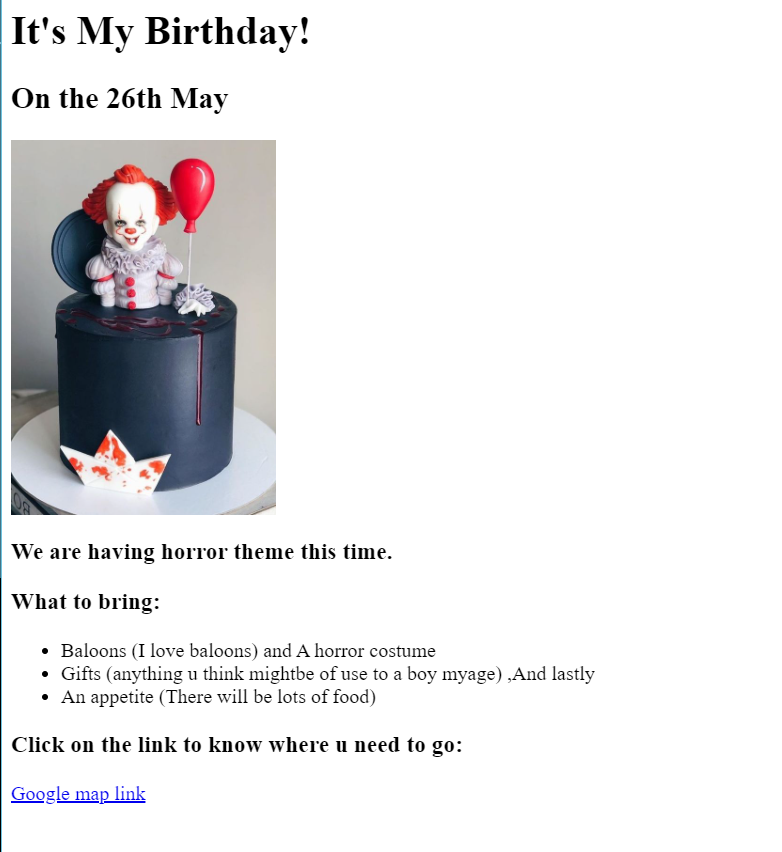 It's My Birthday!
On the 26th May
We are having horror theme this time.
What to bring:
Baloons (I love baloons) and A horror costume
Gifts (anything u think mightbe of use to a boy myage) ,And lastly
An appetite (There will be lots of food)
Click on the link to know where u need to go:
Google map link